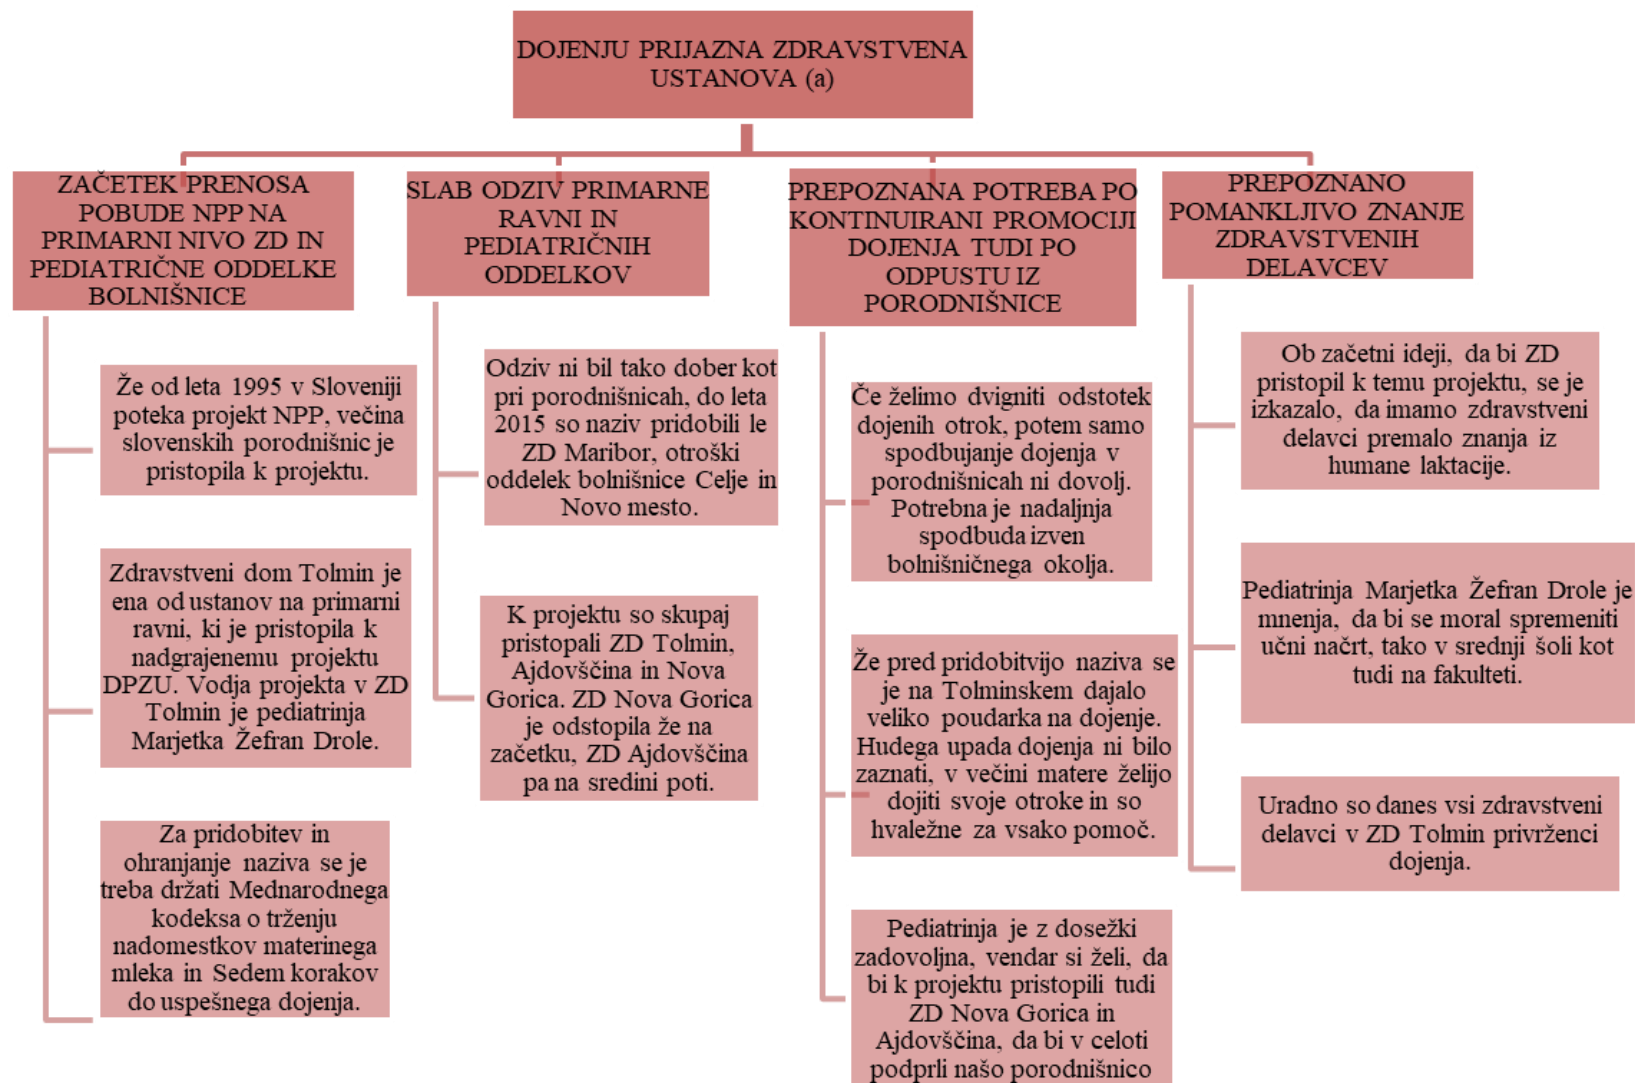 DOJENJU PRIJAZNA ZDRAVSTVENA
USTANOVA (a)
ZAČETEK PRENOSA
POBUDE NPP NA
PRIMARNI NIVO ZD IN
PEDIATRIČNE ODDELKE
BOLNIŠNICE
Že od leta 1995 v Sloveniji
poteka projekt NPP, večina
slovenskih porodnišnic je
pristopila k projektu.
Zdravstveni dom Tolmin je
ena od ustanov na primarni
ravni, ki je pristopila k
nadgrajenemu projektu
DPZU. Vodja projekta v ZD
Tolmin je pediatrinja
Marjetka Žefran Drole.
Za pridobitev in
ohranjanje naziva se je
treba držati Mednarodnega
kodeksa o trženju
nadomestkov materinega
mleka in Sedem korakov
do uspešnega dojenja.
SLAB ODZIV PRIMARNE
RAVNI IN
PEDIATRIČNIH
ODDELKOV
Odziv ni bil tako dober kot
pri porodnišnicah, do leta
2015 so naziv pridobili le
ZD Maribor, otroški
oddelek bolnišnice Celje in
Novo mesto.
K projektu so skupaj
pristopali ZD Tolmin,
Ajdovščina in Nova
Gorica. ZD Nova Gorica
je odstopila že na
začetku, ZD Ajdovščina
pa na sredini poti.
PREPOZNANA POTREBA PO
KONTINUIRANI PROMOCIJI
DOJENJA TUDI PO
ODPUSTU IZ
PORODNIŠNICE
Če želimo dvigniti odstotek
dojenih otrok, potem samo
spodbujanje dojenja v
porodnišnicah ni dovolj.
Potrebna je nadaljnja
spodbuda izven
bolnišničnega okolja.
Že pred pridobitvijo naziva se
je na Tolminskem dajalo
veliko poudarka na dojenje.
Hudega upada dojenja ni bilo
zaznati, v večini matere želijo
dojiti svoje otroke in so
hvaležne za vsako pomoč.
Pediatrinja je z dosežki
zadovoljna, vendar si želi, da
bi k projektu pristopili tudi
ZD Nova Gorica in
Ajdovščina, da bi v celoti
podprli našo porodnišnico
PREPOZNANO
POMANKLJIVO ZNANJE
ZDRAVSTVENIH
DELAVCEV
Ob začetni ideji, da bi ZD
pristopil k temu projektu, se je
izkazalo, da imamo zdravstveni
delavci premalo znanja iz
humane laktacije.
Pediatrinja Marjetka Žefran Drole je
mnenja, da bi se moral spremeniti
učni načrt, tako v srednji šoli kot
tudi na fakulteti.
Uradno so danes vsi zdravstveni
delavci v ZD Tolmin privrženci
dojenja.